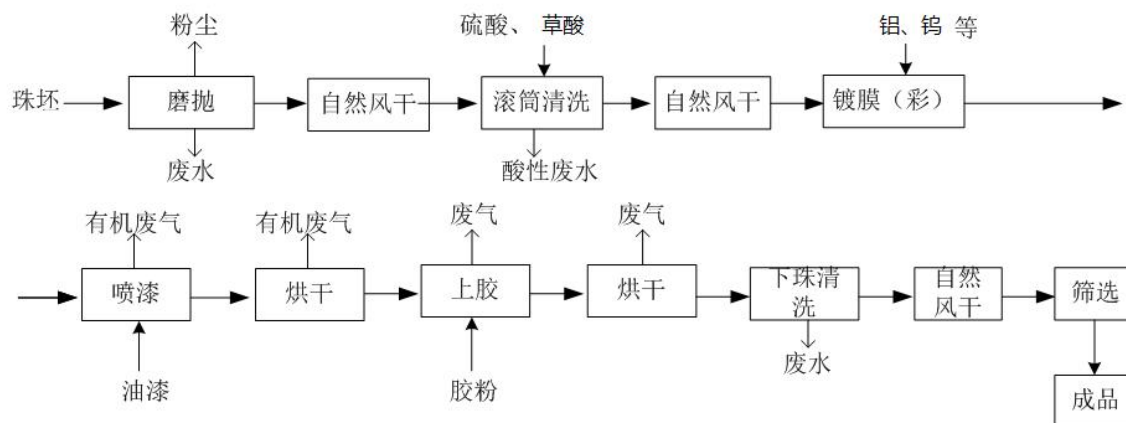 粉尘
硫酸、草酸
铝、钨 等
珠坯
磨抛
自然风干
滚筒清洗
自然风干
镀膜（彩）
废水
酸性废水
有机废气
有机废气
废气
废气
喷漆
烘干
上胶
烘干
下珠清
洗
自然
风干
筛选
废水
油漆
胶粉
成品